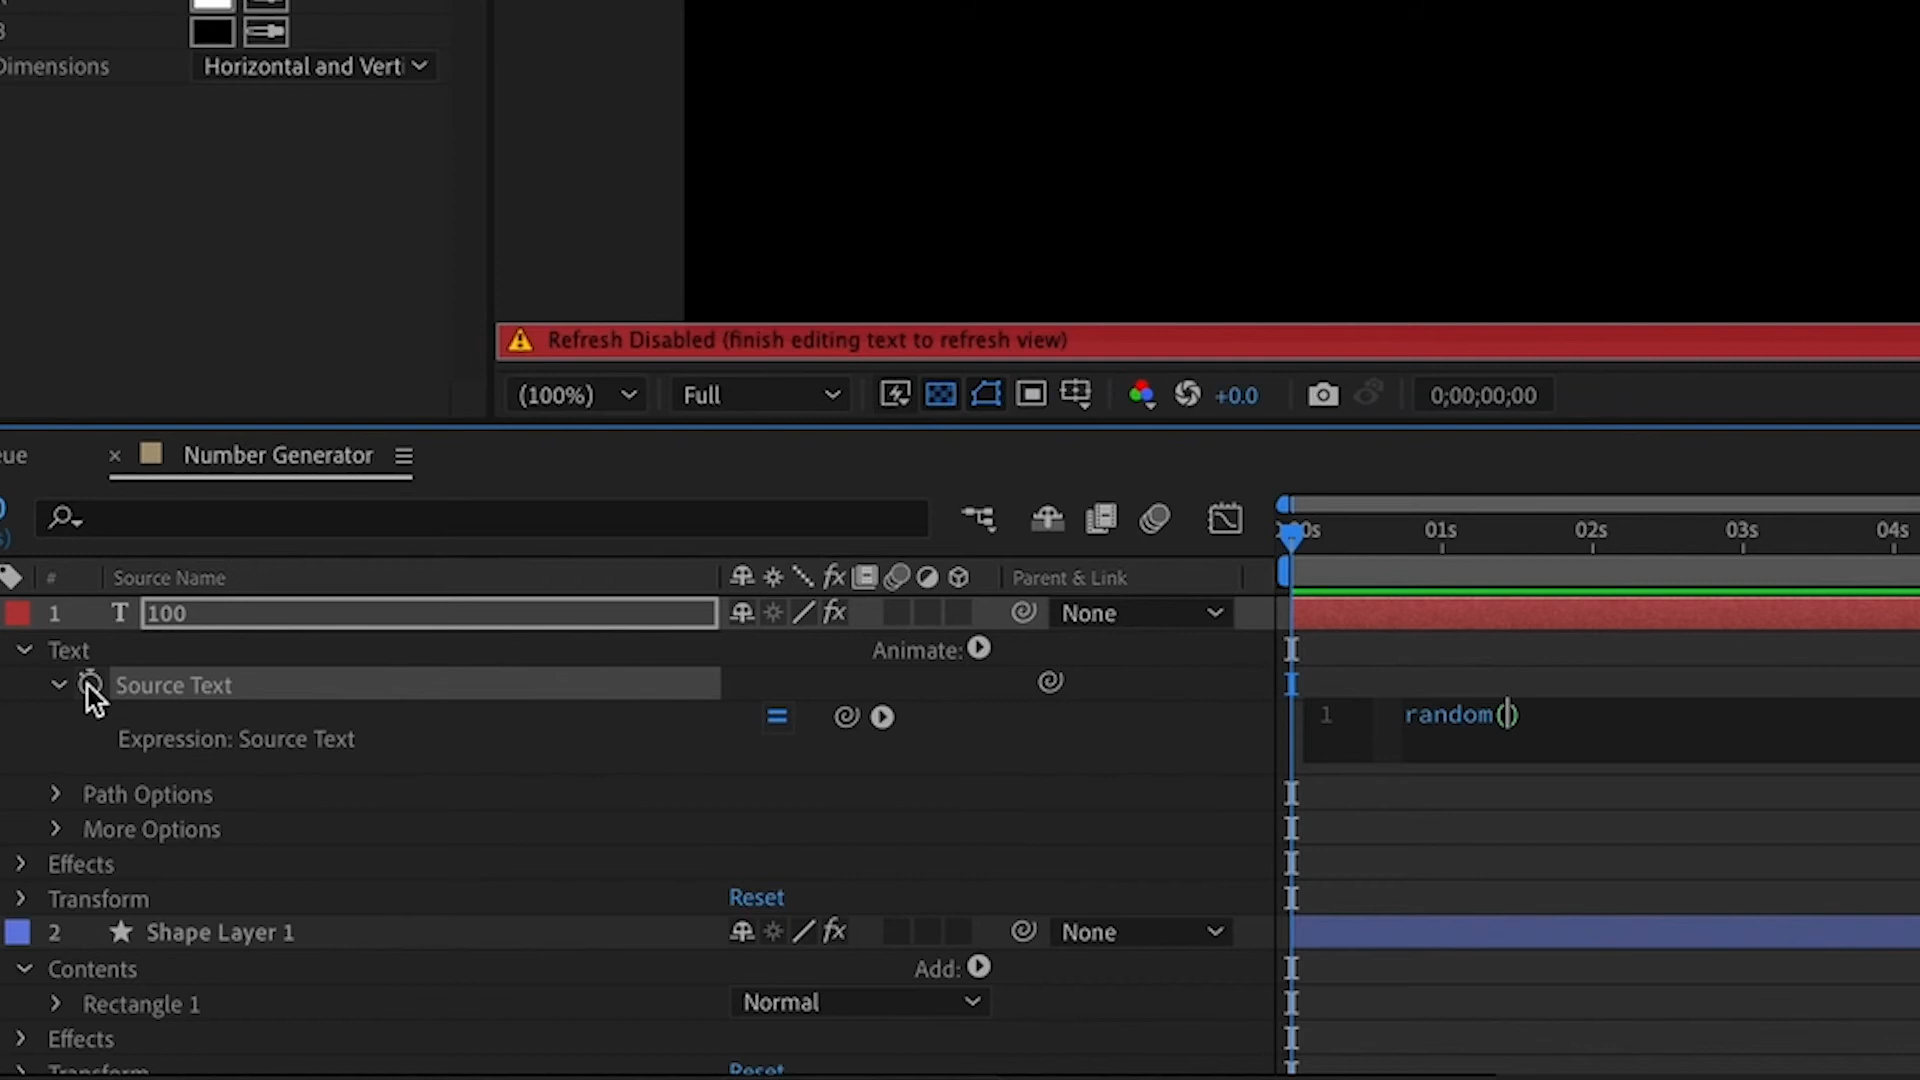 Dimensions
Horizontal and Verti
Refresh Disabled (finish editing text to refresh view)
(100%)
Full
+0.0
0;00;00;00
Number Generator
# Source Name
Parent & Link
01s 02s 03s 04s
1 T 100
None
Text
Animate:
Source Text
Expression: Source Text
1 random()
Path Options
More Options
Effects
Transform
Reset
2 Shape Layer 1
None
Contents
Add:
Rectangle 1
Normal
Effects
Transform
Reset